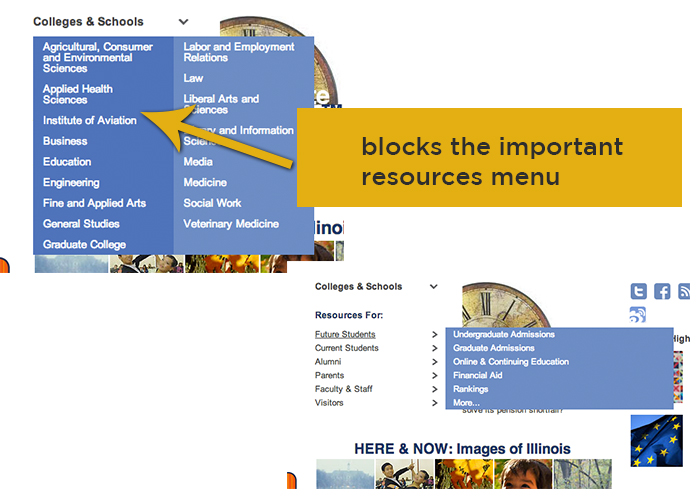 Colleges & Schools
Agricultural, Consumer
and Environmental
Sciences
Applied Health
Sciences
Institute of Aviation
Business
Education
Engineering
Fine and Applied Arts
General Studies
Graduate College
Labor and Employment
Relations
Law
Liberal Arts and
Sciences
and Information
Media
Medicine
Social Work
Veterinary Medicine
blocks the important
resources menu
Colleges & Schools
Resources For:
Future Students
Current Students
Alumni
Parents
Faculty & Staff
Visitors
Undergraduate Admissions
Graduate Admissions
Online & Continuing Education
Financial Aid
Rankings
More...
solve its pension shortfall?
HERE & NOW: Images of Illinois